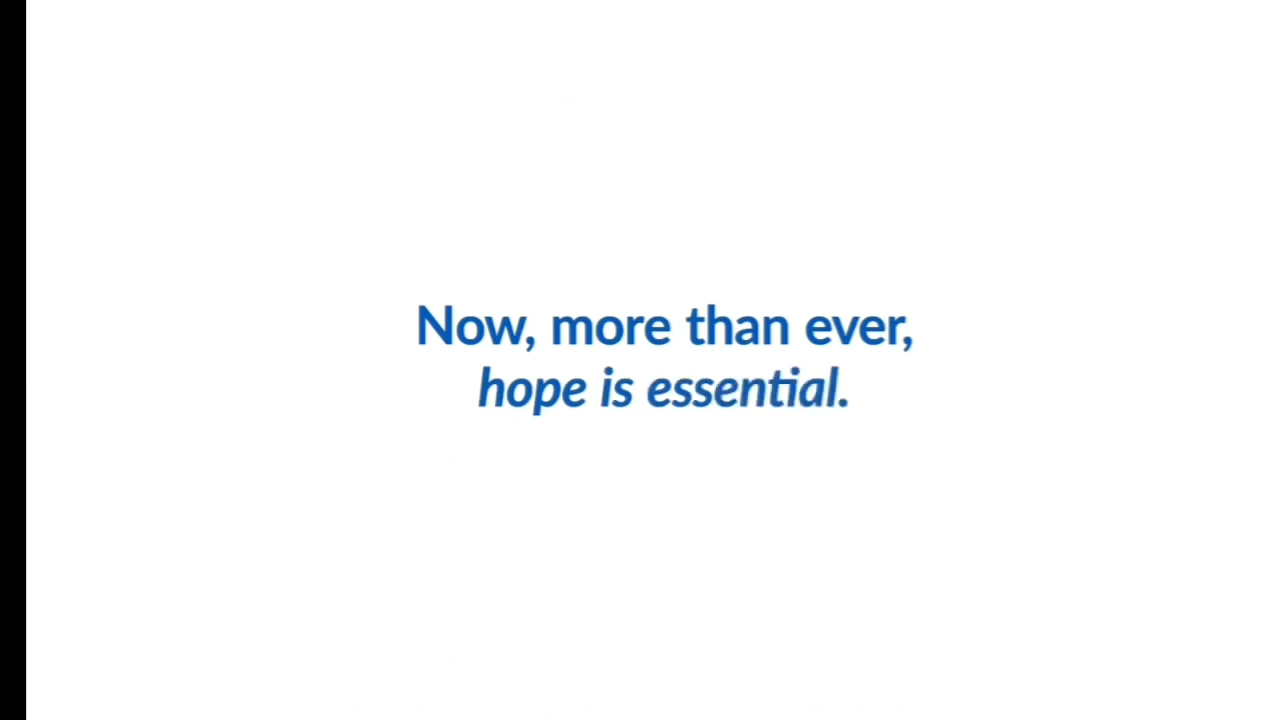 Now, more than ever,
hope is essential.